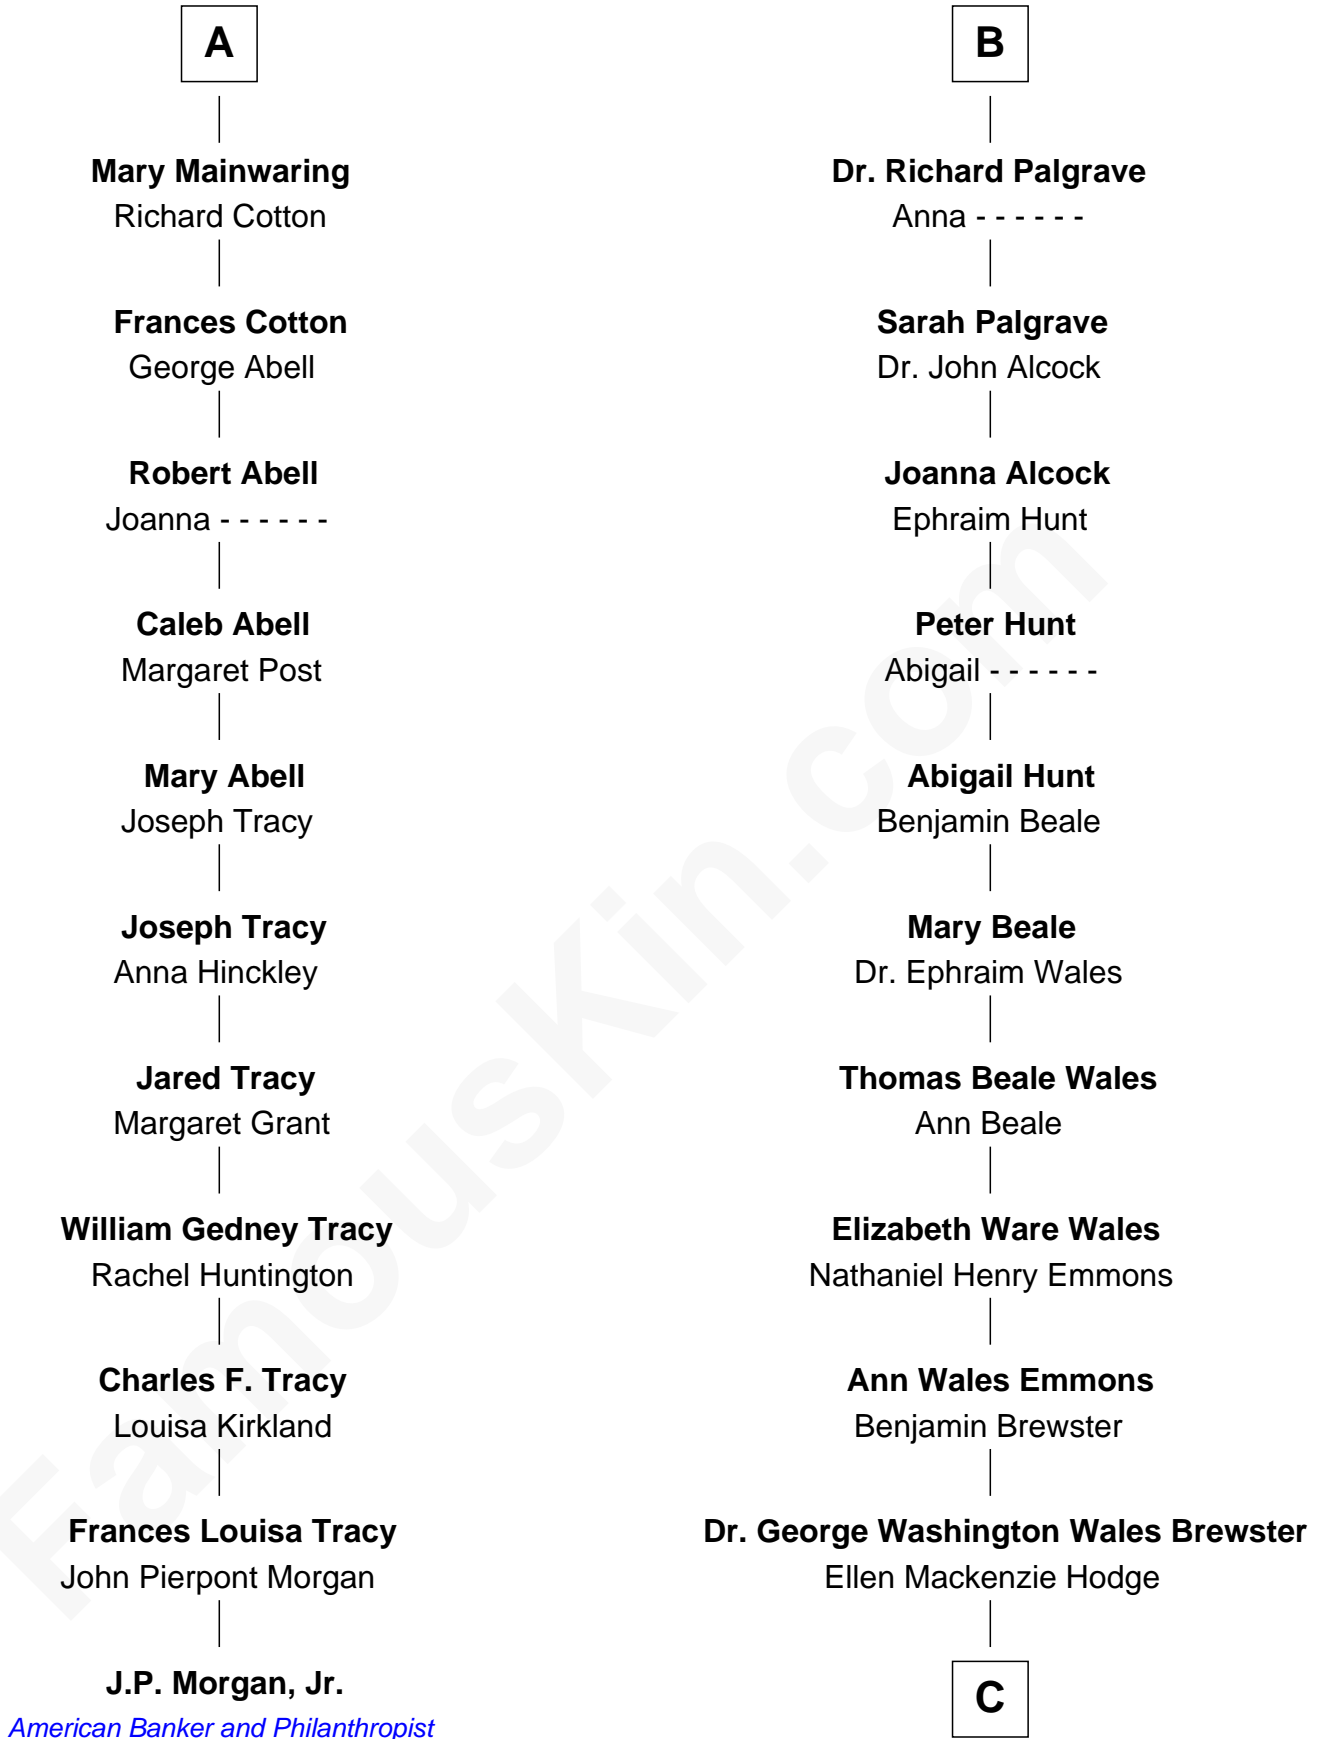 A
Mary Mainwaring
Richard Cotton
Frances Cotton
George Abell
Robert Abell
Joanna - - - - - -
Caleb Abell
Margaret Post
Mary Abell
Joseph Tracy
Joseph Tracy
Anna Hinckley
Jared Tracy
Margaret Grant
William Gedney Tracy
Rachel Huntington
Charles F. Tracy
Louisa Kirkland
Frances Louisa Tracy
John Pierpont Morgan
J.P. Morgan, Jr.
American Banker and Philanthropist
B
Dr. Richard Palgrave
Anna - - - - - -
Sarah Palgrave
Dr. John Alcock
Joanna Alcock
Ephraim Hunt
Peter Hunt
Abigail - - - - - -
Abigail Hunt
Benjamin Beale
Mary Beale
Dr. Ephraim Wales
Thomas Beale Wales
Ann Beale
Elizabeth Ware Wales
Nathaniel Henry Emmons
Ann Wales Emmons
Benjamin Brewster
Dr. George Washington Wales Brewster
Ellen Mackenzie Hodge
C
FamousKin.com